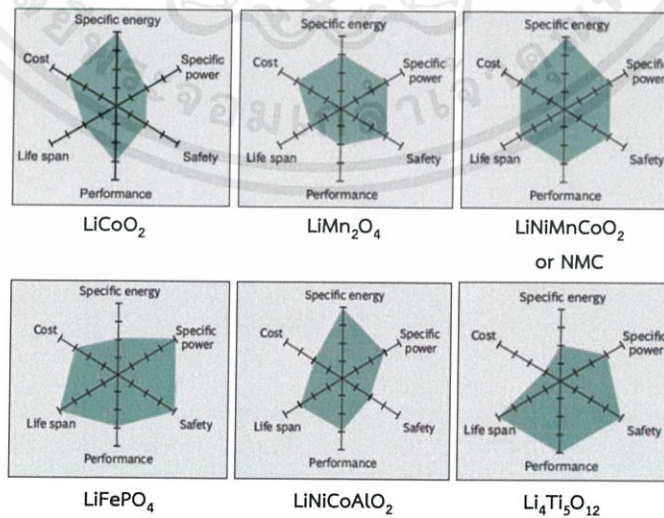 Specific energy
Cost
Specific
power
Life span
Safety
Performance
LiCoO₂
Specific energy
Cost
Specific
power
Life span
Safety
Performance
LiMn₂O₄
Specific energy
Cost
Specific
power
Life span
Safety
Performance
LiNiMnCoO₂
or NMC
Specific energy
Cost
Specific
power
Life span
Safety
Performance
LiFePO₄
Specific energy
Cost
Specific
power
Life span
Safety
Performance
LiNiCoAlO₂
Specific energy
Cost
Specific
power
Life span
Safety
Performance
Li₄Ti₅O₁₂